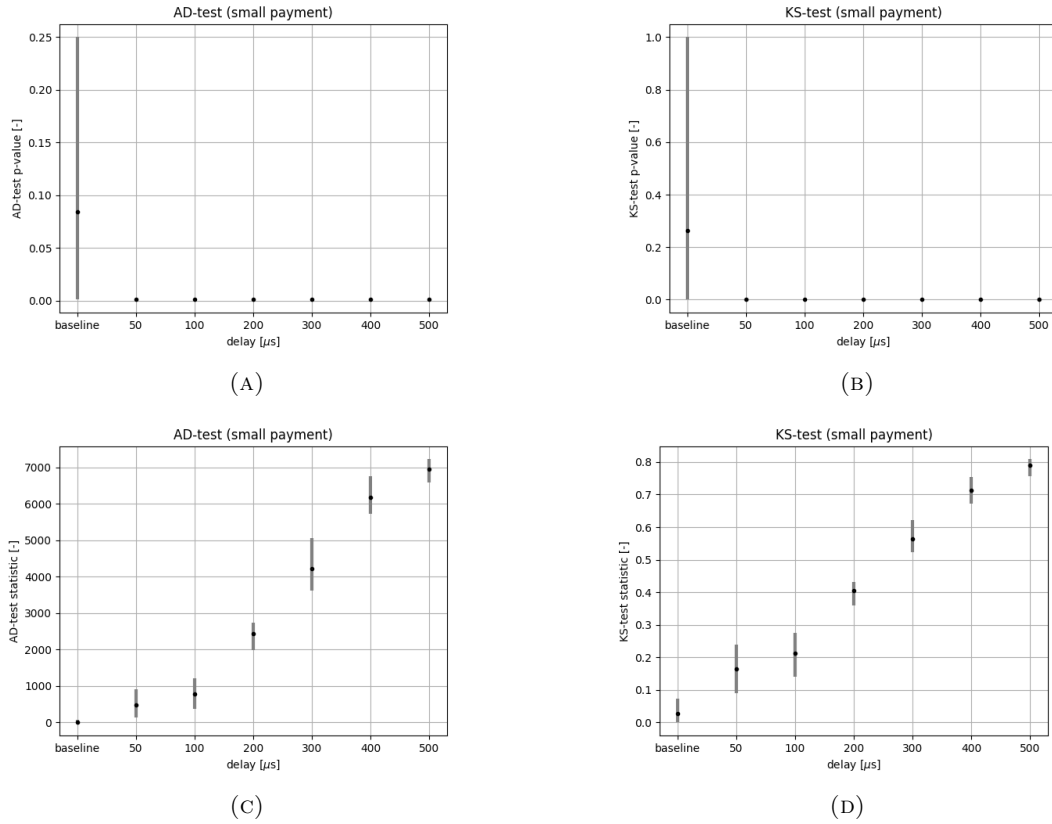 AD-test (small payment)
0.25
0.20
0.15
0.10
0.05
0.00
AD-test p-value [-]
baseline 50 100 200 300 400 500
delay [μs]
(A)
KS-test (small payment)
1.0
0.8
0.6
0.4
0.2
0.0
KS-test p-value [-]
baseline 50 100 200 300 400 500
delay [μs]
(B)
AD-test (small payment)
7000
6000
5000
4000
3000
2000
1000
0
AD-test statistic [-]
baseline 50 100 200 300 400 500
delay [μs]
(C)
KS-test (small payment)
0.8
0.7
0.6
0.5
0.4
0.3
0.2
0.1
0.0
KS-test statistic [-]
baseline 50 100 200 300 400 500
delay [μs]
(D)